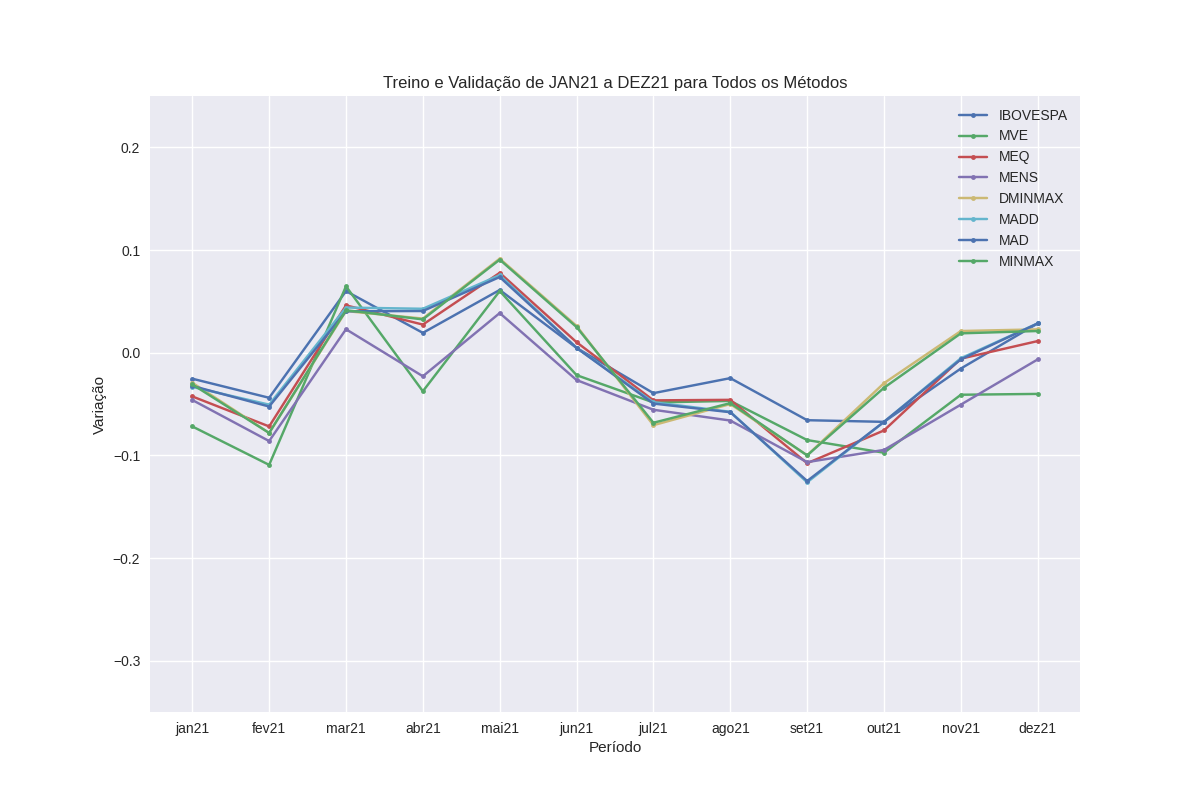 Treino e Validação de JAN21 a DEZ21 para Todos os Métodos
IBOVESPA
MVE
MEQ
MENS
DMINMAX
MADD
MAD
MINMAX
0.2
0.1
0.0
−0.1
−0.2
−0.3
Variação
jan21 fev21 mar21 abr21 mai21 jun21 jul21 ago21 set21 out21 nov21 dez21
Período